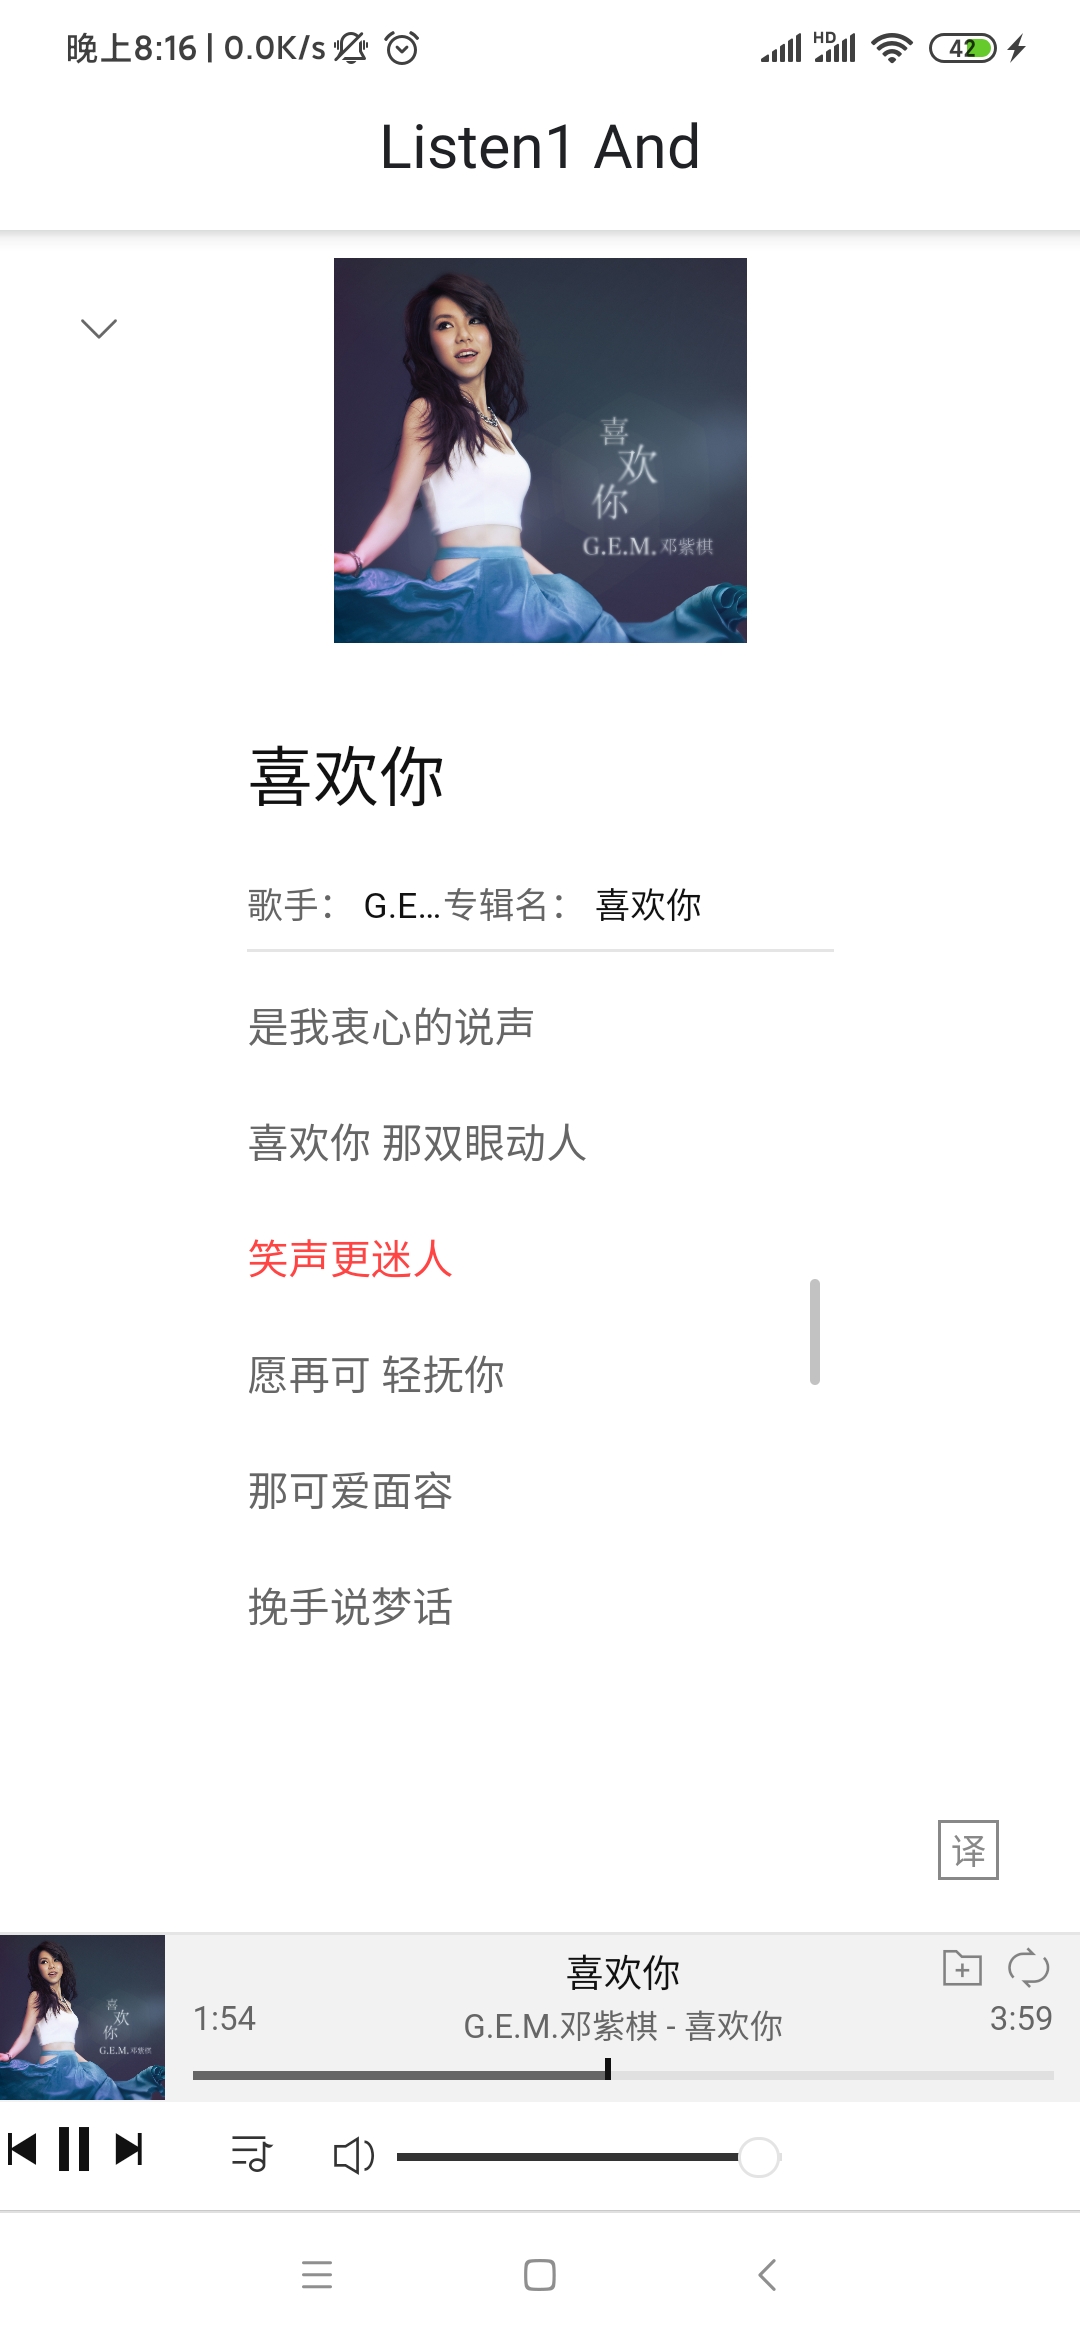 晚上8:16 | 0.0K/s
HD
42
Listen1 And
喜
欢
你
G.E.M.邓紫棋
喜欢你
歌手： G.E... 专辑名： 喜欢你
是我衷心的说声
喜欢你 那双眼动人
笑声更迷人
愿再可 轻抚你
那可爱面容
挽手说梦话
译
喜
欢
你
G.E.M.邓紫棋
喜欢你
1:54
G.E.M.邓紫棋 - 喜欢你
3:59